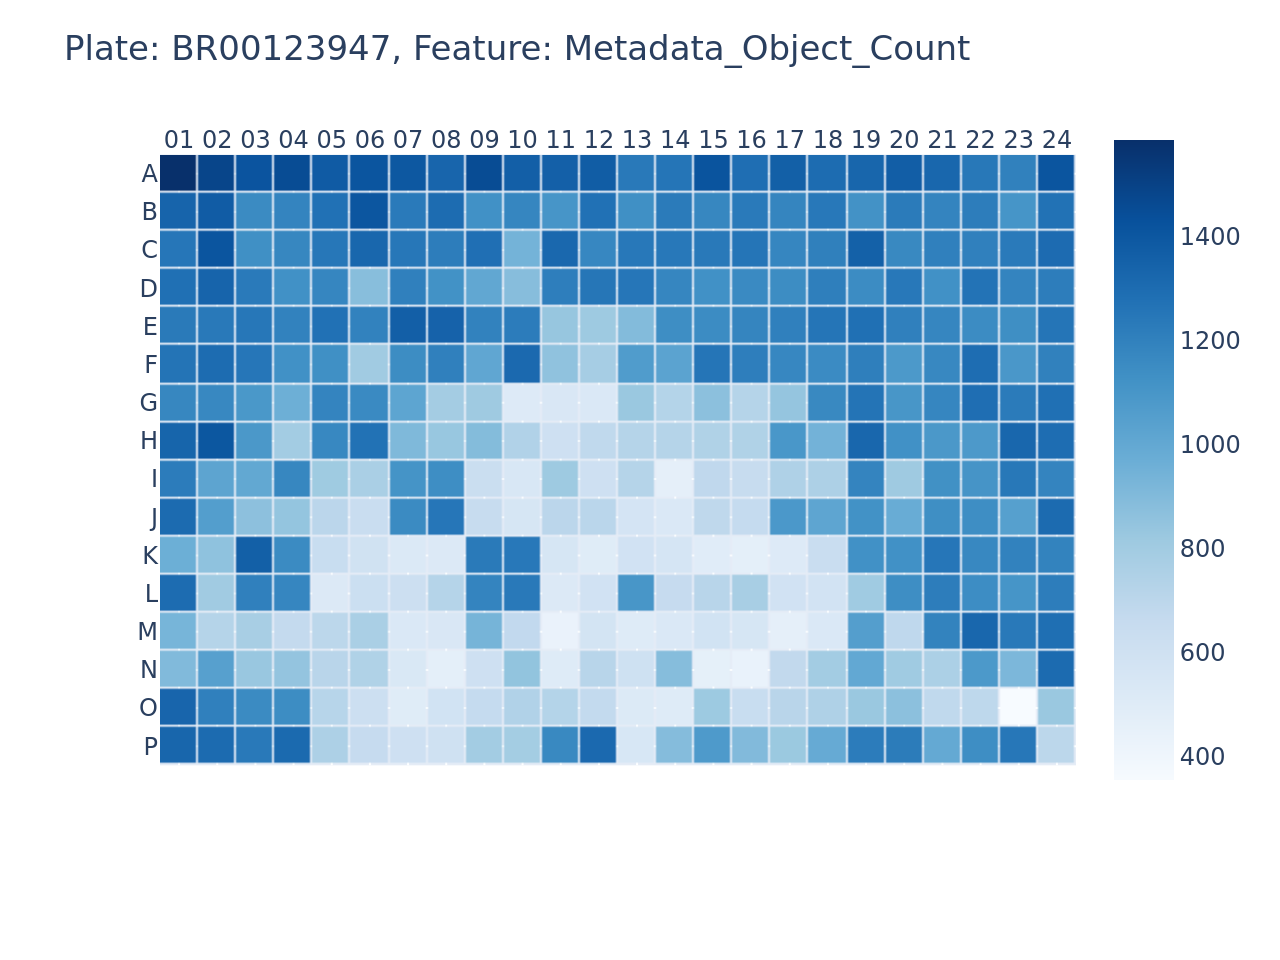 Plate: BR00123947, Feature: Metadata_Object_Count
01 02 03 04 05 06 07 08 09 10 11 12 13 14 15 16 17 18 19 20 21 22 23 24
A
B
C
D
E
F
G
H
I
J
K
L
M
N
O
P
1400
1200
1000
800
600
400